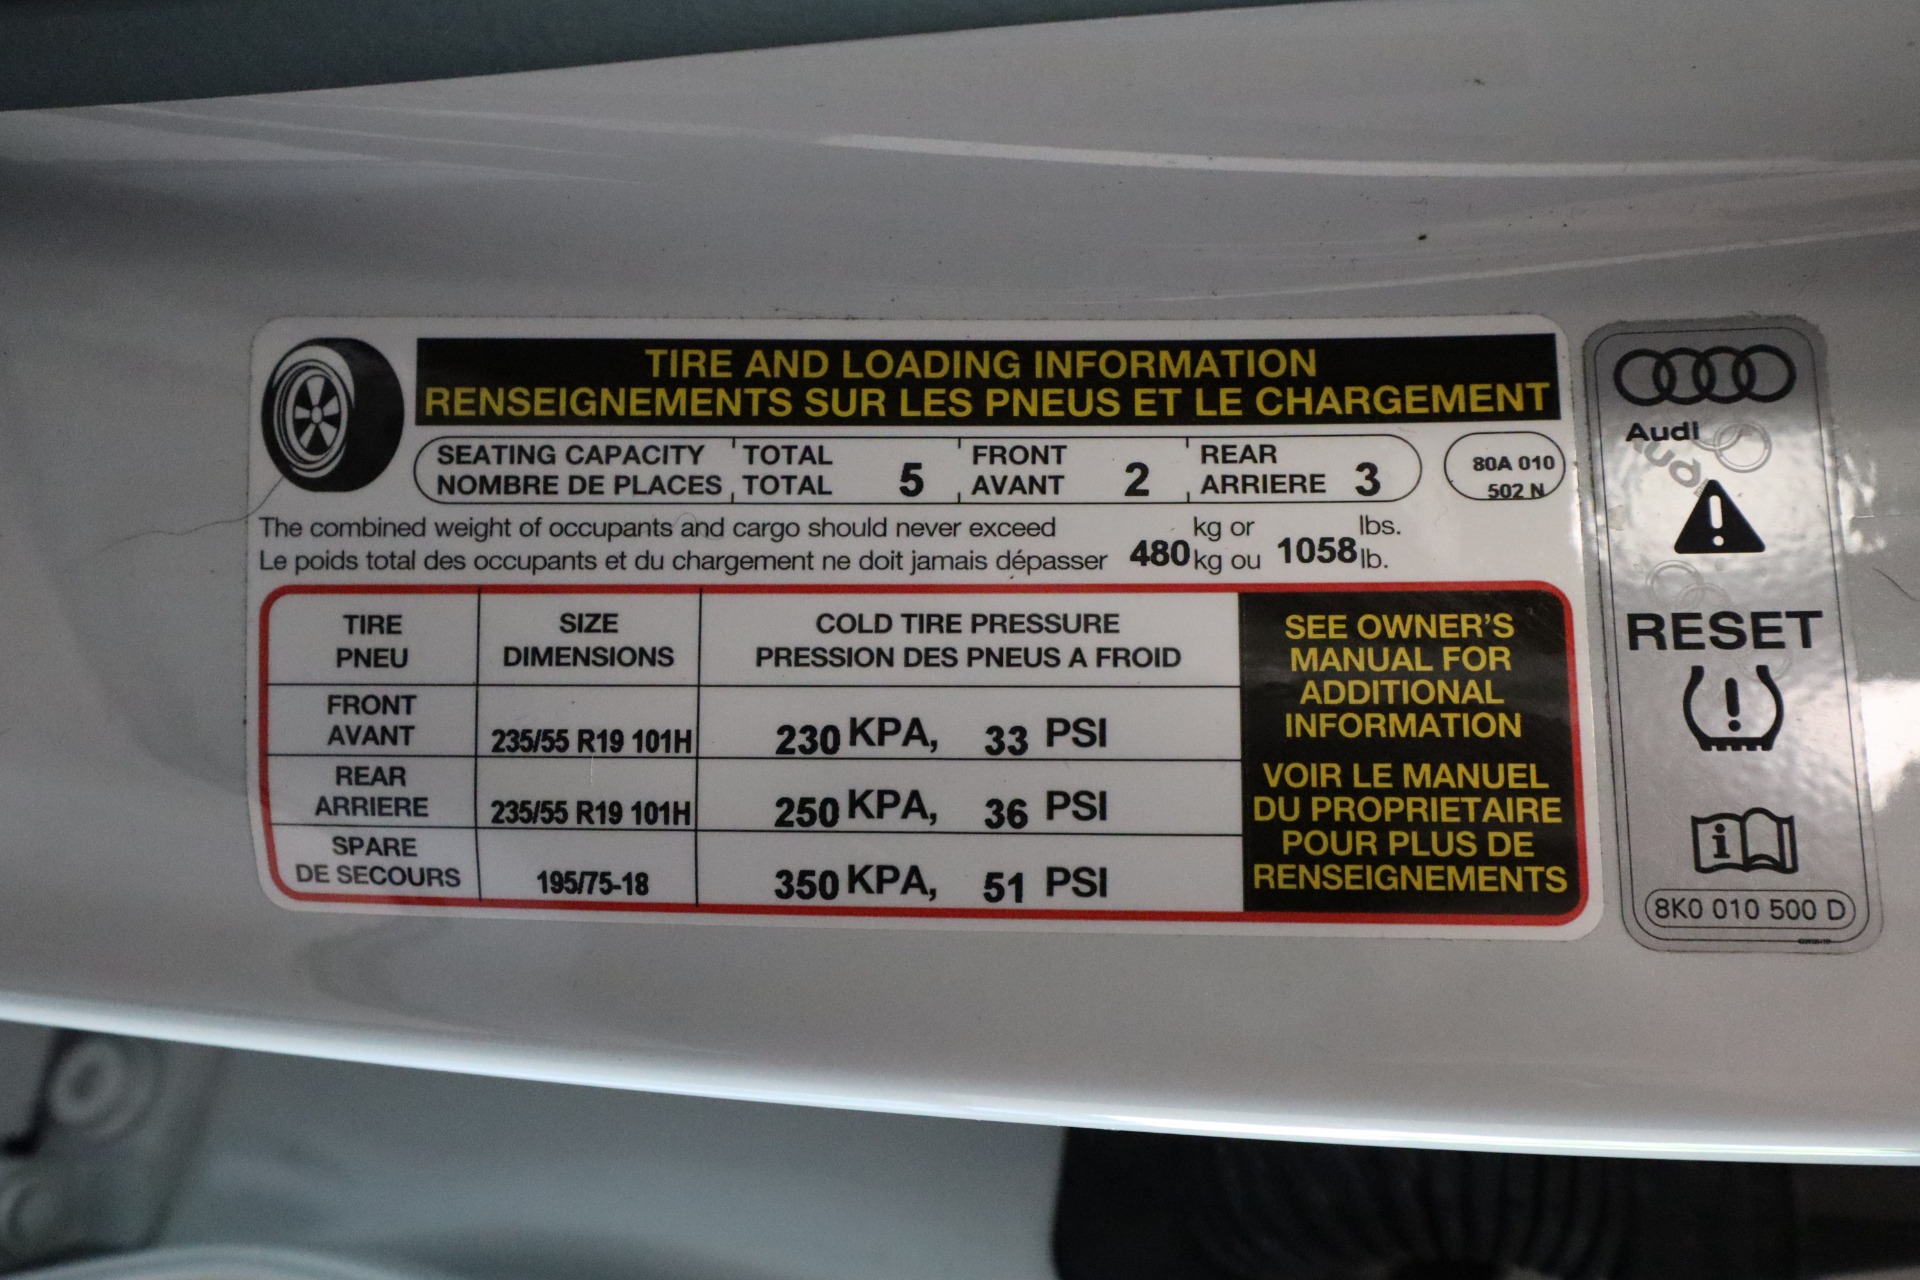 TIRE AND LOADING INFORMATION
RENSEIGNEMENTS SUR LES PNEUS ET LE CHARGEMENT
SEATING CAPACITY TOTAL FRONT REAR
NOMBRE DE PLACES TOTAL 5 AVANT 2 ARRIERE 3
80A 010
502 N
The combined weight of occupants and cargo should never exceed kg or lbs.
Le poids total des occupants et du chargement ne doit jamais dépasser 480 kg ou 1058 lb.
TIRE SIZE COLD TIRE PRESSURE
PNEU DIMENSIONS PRESSION DES PNEUS A FROID
FRONT
AVANT 235/55 R19 101H 230 KPA, 33 PSI
REAR
ARRIERE 235/55 R19 101H 250 KPA, 36 PSI
SPARE
DE SECOURS 195/75-18 350 KPA, 51 PSI
SEE OWNER'S
MANUAL FOR
ADDITIONAL
INFORMATION
VOIR LE MANUEL
DU PROPRIETAIRE
POUR PLUS DE
RENSEIGNEMENTS
Audi
Audi
RESET
8K0 010 500 D